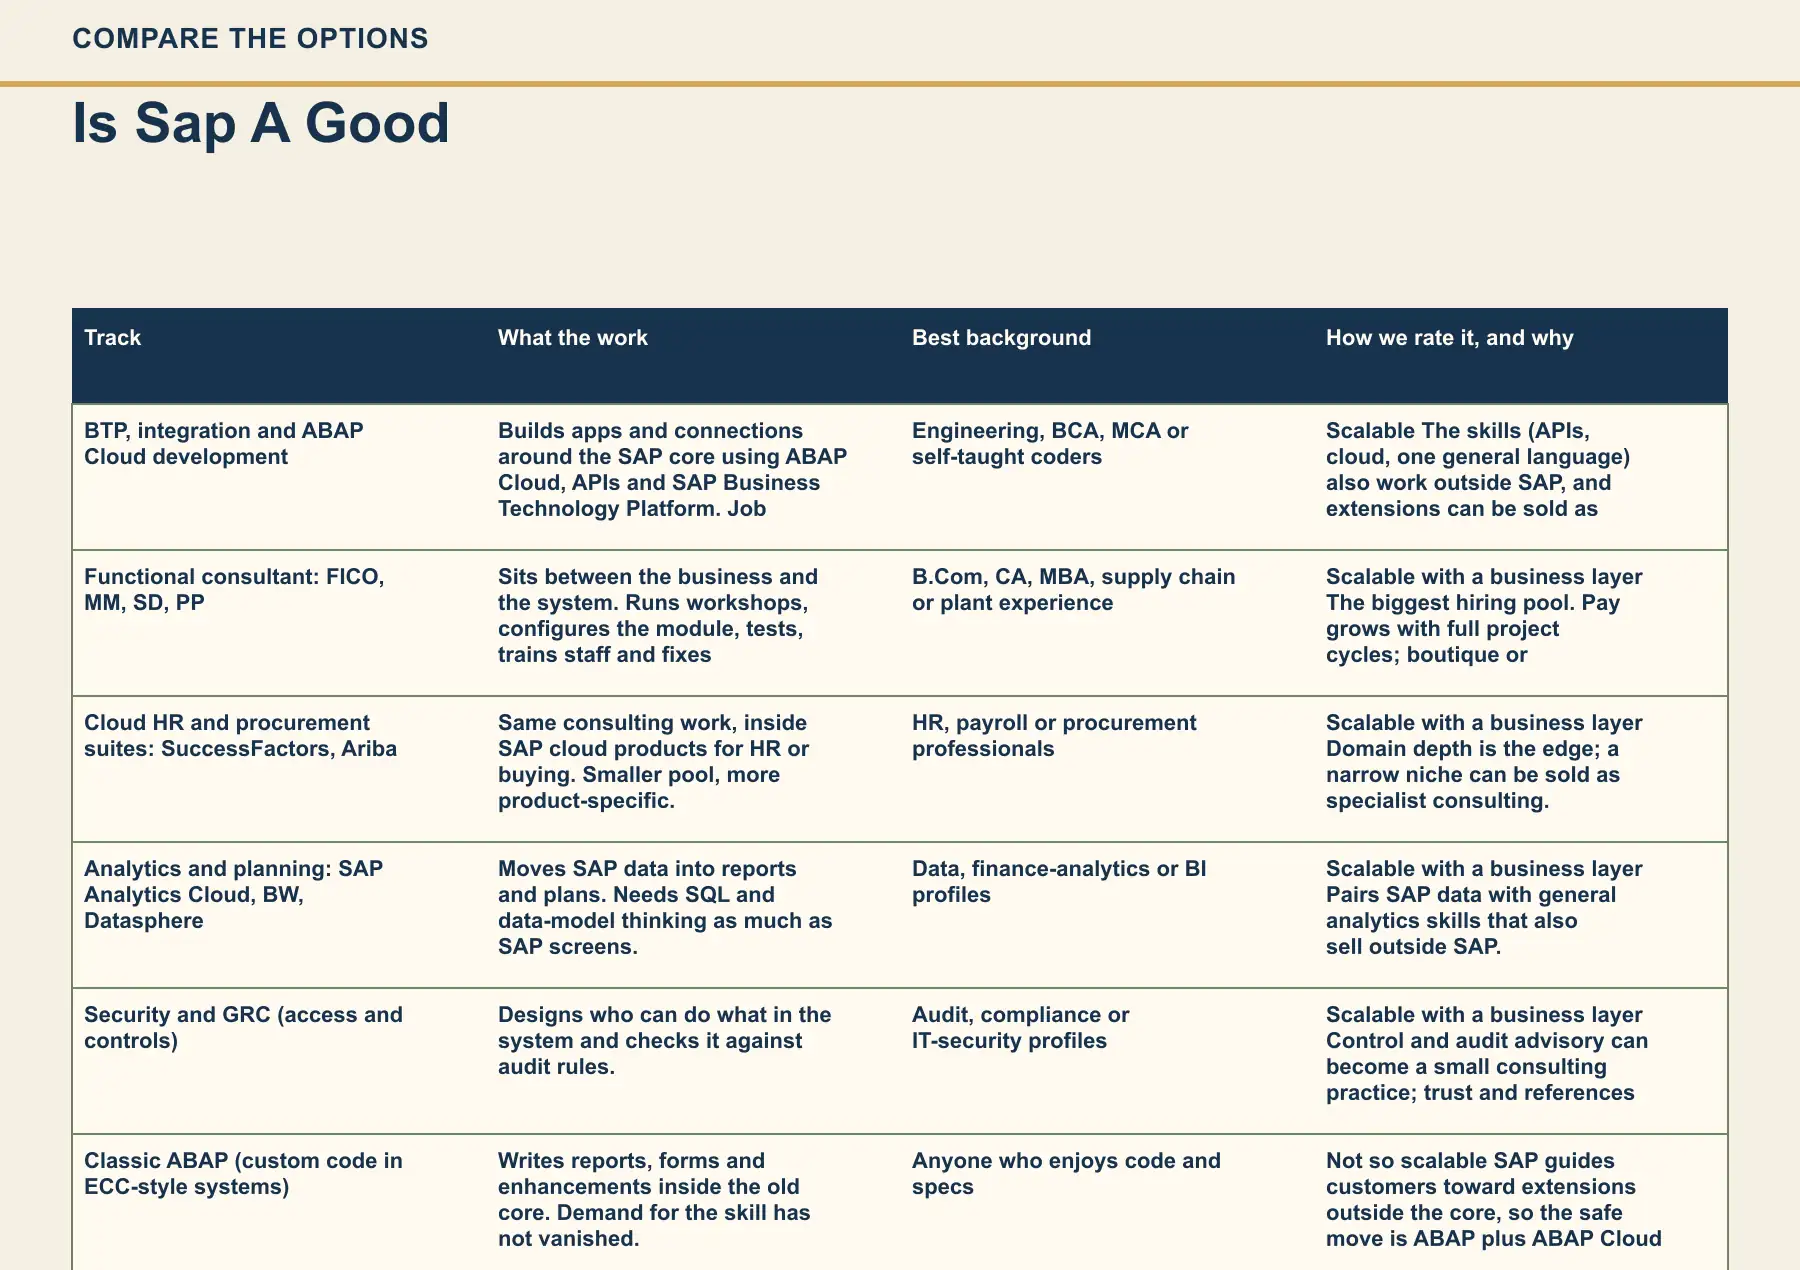 COMPARE THE OPTIONS
Is Sap A Good
Track
What the work
Best background
How we rate it, and why
BTP, integration and ABAP
Cloud development
Builds apps and connections
around the SAP core using ABAP
Cloud, APIs and SAP Business
Technology Platform. Job
Engineering, BCA, MCA or
self-taught coders
Scalable The skills (APIs,
cloud, one general language)
also work outside SAP, and
extensions can be sold as
Functional consultant: FICO,
MM, SD, PP
Sits between the business and
the system. Runs workshops,
configures the module, tests,
trains staff and fixes
B.Com, CA, MBA, supply chain
or plant experience
Scalable with a business layer
The biggest hiring pool. Pay
grows with full project
cycles; boutique or
Cloud HR and procurement
suites: SuccessFactors, Ariba
Same consulting work, inside
SAP cloud products for HR or
buying. Smaller pool, more
product-specific.
HR, payroll or procurement
professionals
Scalable with a business layer
Domain depth is the edge; a
narrow niche can be sold as
specialist consulting.
Analytics and planning: SAP
Analytics Cloud, BW,
Datasphere
Moves SAP data into reports
and plans. Needs SQL and
data-model thinking as much as
SAP screens.
Data, finance-analytics or BI
profiles
Scalable with a business layer
Pairs SAP data with general
analytics skills that also
sell outside SAP.
Security and GRC (access and
controls)
Designs who can do what in the
system and checks it against
audit rules.
Audit, compliance or
IT-security profiles
Scalable with a business layer
Control and audit advisory can
become a small consulting
practice; trust and references
Classic ABAP (custom code in
ECC-style systems)
Writes reports, forms and
enhancements inside the old
core. Demand for the skill has
not vanished.
Anyone who enjoys code and
specs
Not so scalable SAP guides
customers toward extensions
outside the core, so the safe
move is ABAP plus ABAP Cloud